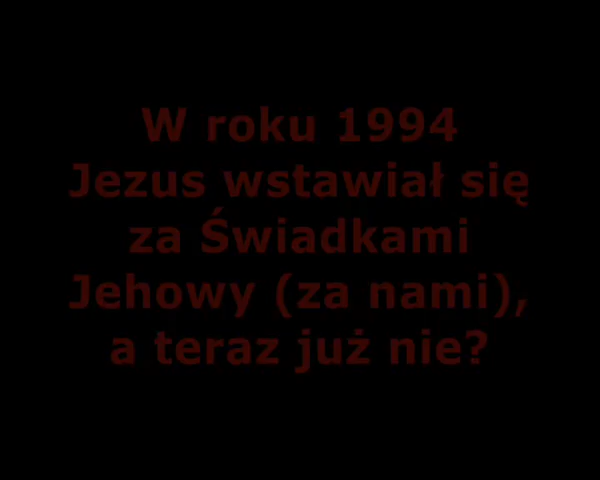 W roku 1994
Jezus wstawiał się
za Świadkami
Jehowy (za nami),
a teraz już nie?